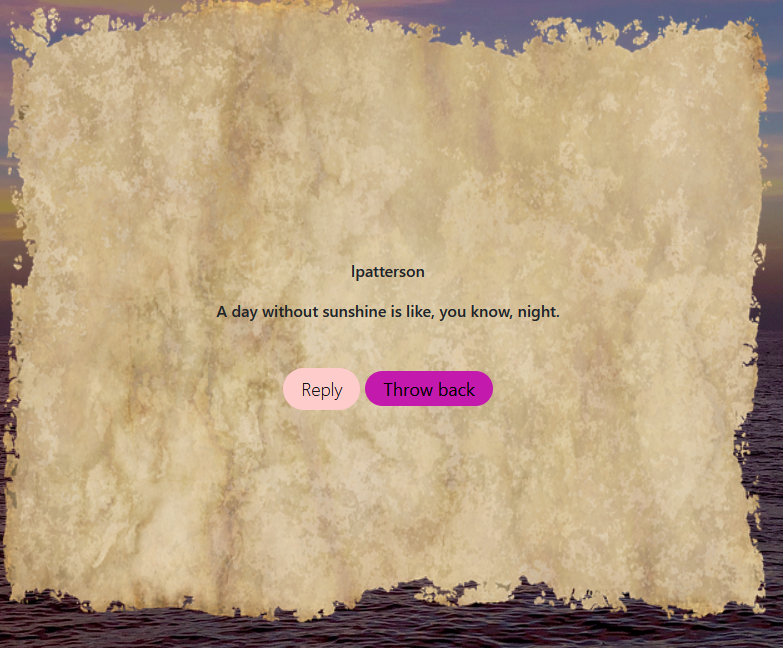 lpatterson
A day without sunshine is like, you know, night.
Reply Throw back